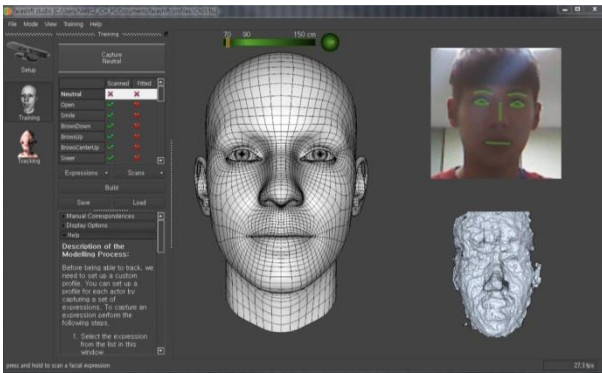 File Mode View Training Help
Training
Setup
Training
Tracking
Capture
Neutral
Scanned Fitted
Neutral
Open
Smile
BrowsDown
BrowsUp
BrowsCenterUp
Sneer
Expressions Scans
Build
Save Load
Manual Correspondences
Display Options
Help
Description of the
Modelling Process:
Before being able to track, we
need to set up a custom
profile. You can set up a
profile for each actor by
capturing a set of
expressions. To capture an
expression perform the
following steps.
1. Select the expression
from the list in this
window
70 90 150 cm
press and hold to scan a facial expression
27.3 fps